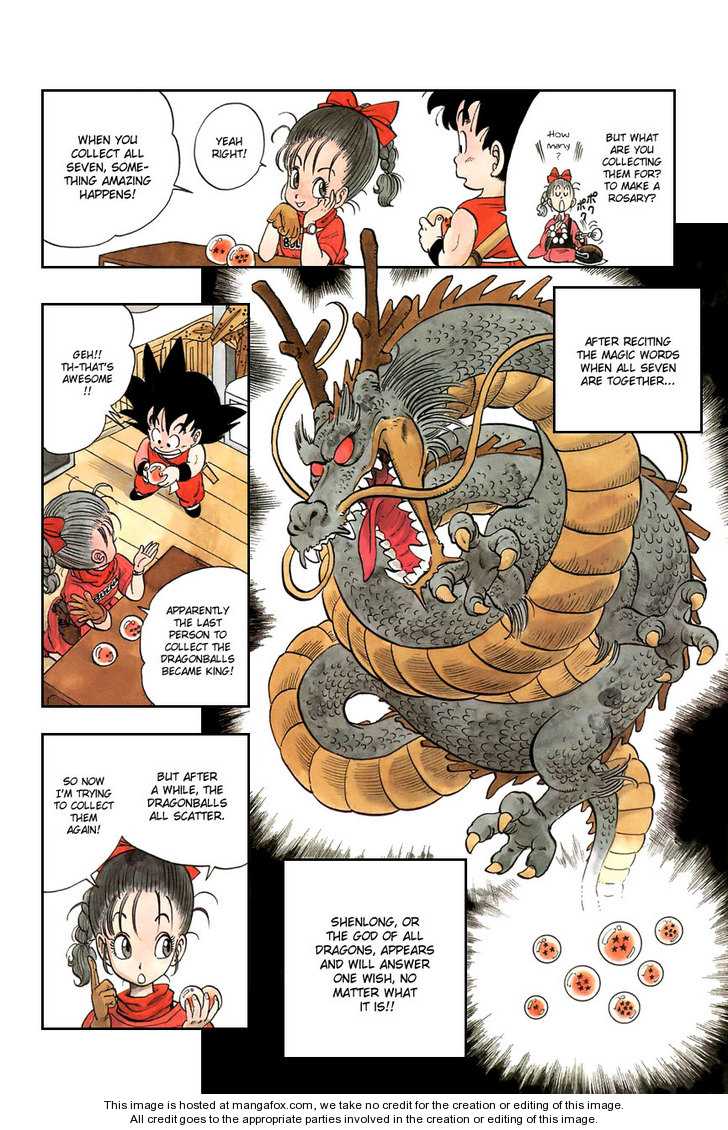 BUT WHAT
ARE YOU
COLLECTING
THEM FOR?
TO MAKE A
ROSARY?
How
many
?
ポク
ポク
YEAH
RIGHT!
WHEN YOU
COLLECT ALL
SEVEN, SOME-
THING AMAZING
HAPPENS!
BUL
AFTER RECITING
THE MAGIC WORDS
WHEN ALL SEVEN
ARE TOGETHER...
SHENLONG, OR
THE GOD OF ALL
DRAGONS, APPEARS
AND WILL ANSWER
ONE WISH, NO
MATTER WHAT
IT IS!!
GEH!!
TH-THAT'S
AWESOME
!!
APPARENTLY
THE LAST
PERSON TO
COLLECT THE
DRAGONBALLS
BECAME KING!
BUT AFTER
A WHILE, THE
DRAGONBALLS
ALL SCATTER.
SO NOW
I'M TRYING
TO COLLECT
THEM
AGAIN!
This image is hosted at mangafox.com, we take no credit for the creation or editing of this image.
All credit goes to the appropriate parties involved in the creation or editing of this image.